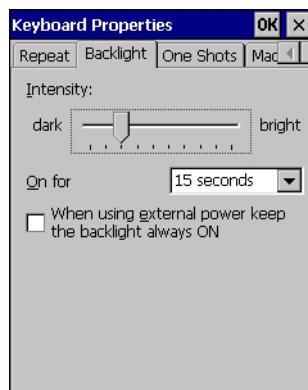 Keyboard Properties OK ×
Repeat Backlight One Shots Mac
Intensity:
dark bright
On for 15 seconds
When using external power keep
the backlight always ON